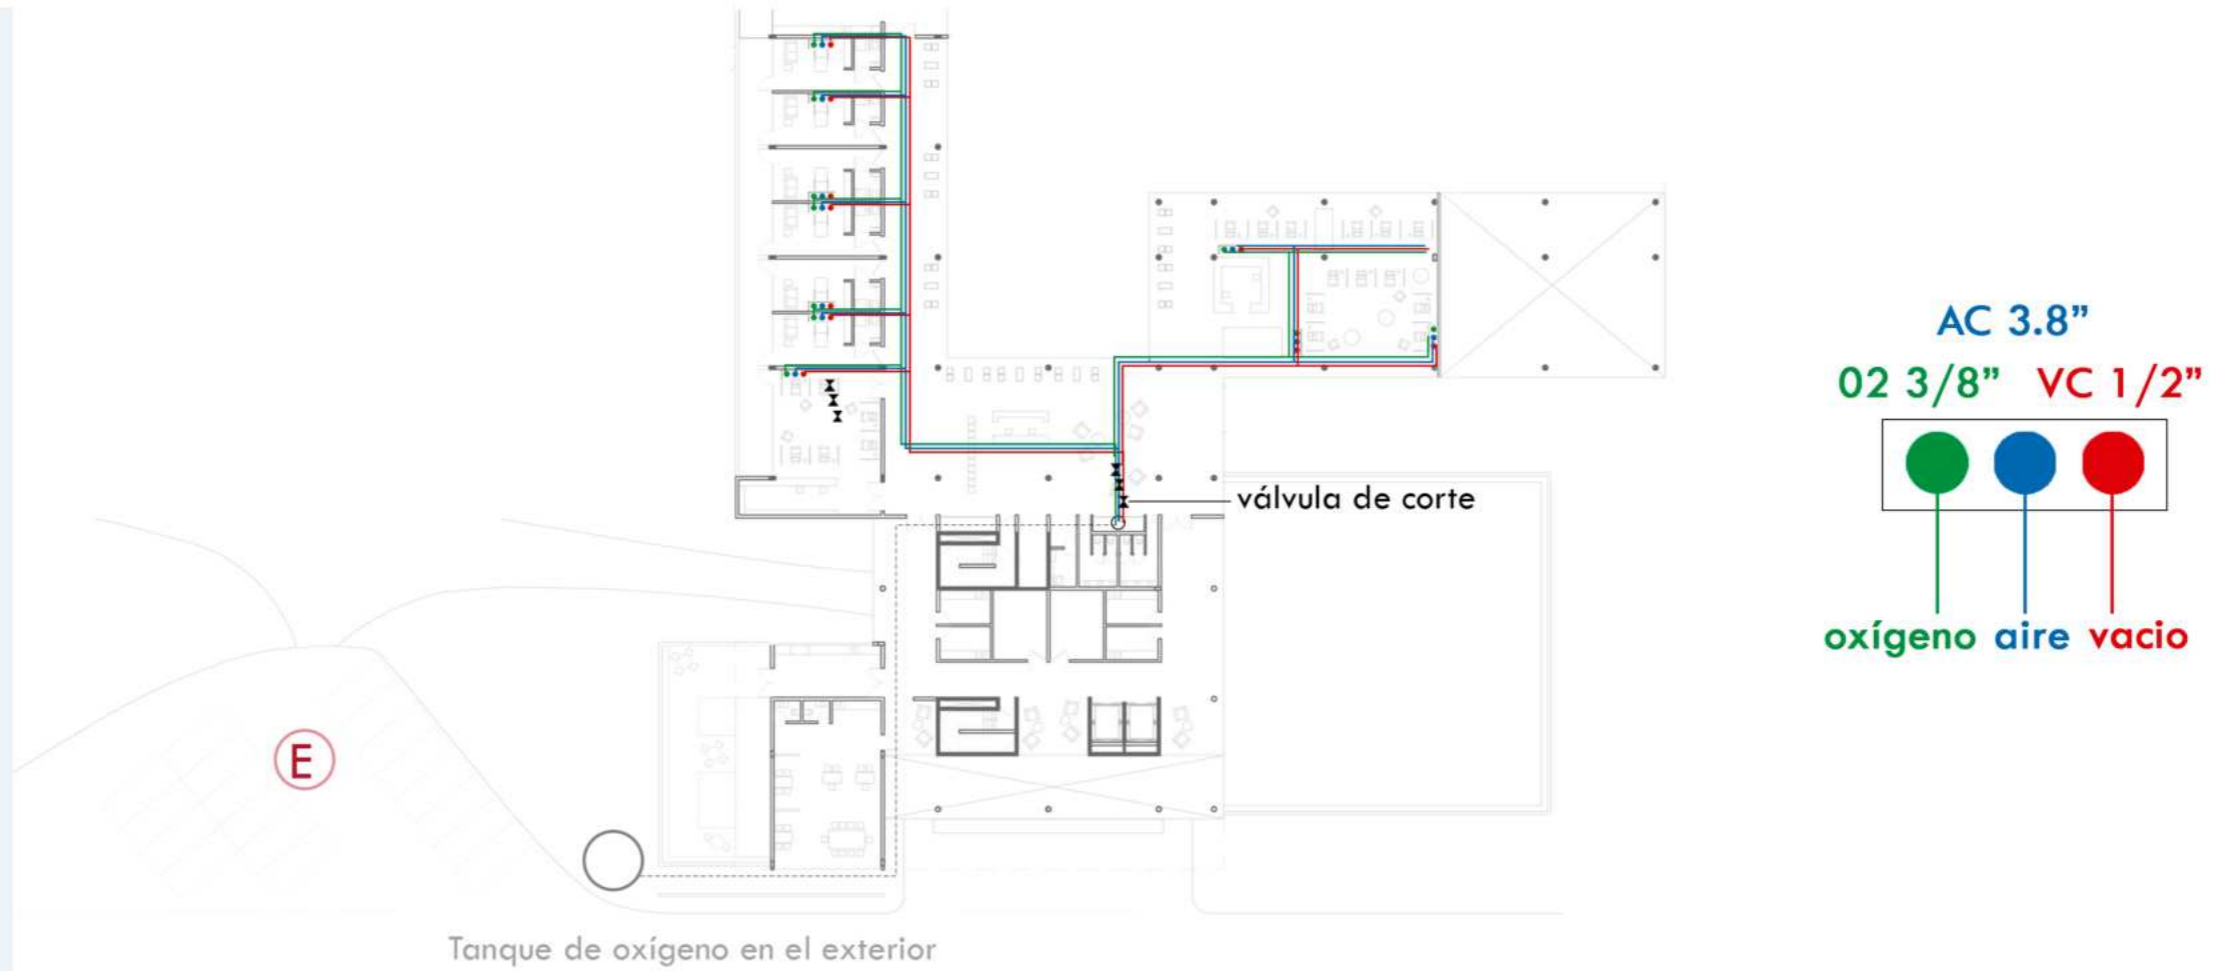 AC 3.8”
02 3/8” VC 1/2”
válvula de corte
oxígeno aire vacio
E
Tanque de oxígeno en el exterior